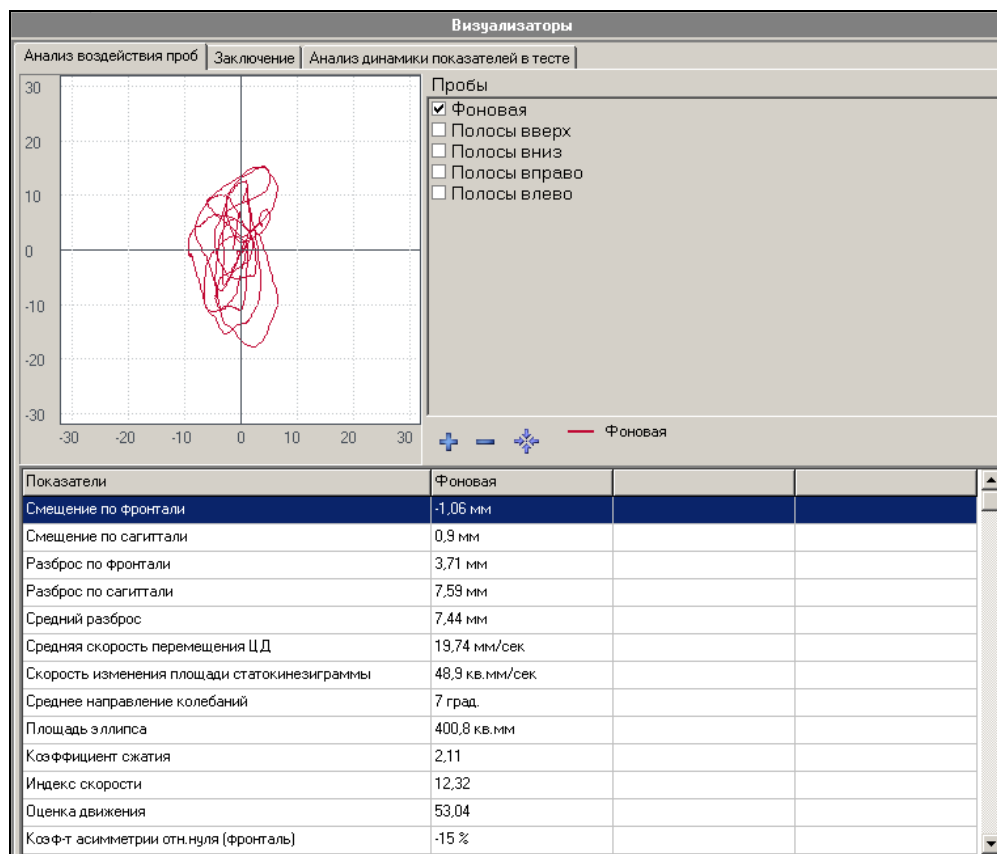 Визуализаторы
Анализ воздействия проб Заключение Анализ динамики показателей в тесте
30
20
10
0
-10
-20
-30
-30 -20 -10 0 10 20 30
Пробы
Фоновая
Полосы вверх
Полосы вниз
Полосы вправо
Полосы влево
Фоновая
Показатели Фоновая
Смещение по фронтали -1,06 мм
Смещение по сагиттали 0,9 мм
Разброс по фронтали 3,71 мм
Разброс по сагиттали 7,59 мм
Средний разброс 7,44 мм
Средняя скорость перемещения ЦД 19,74 мм/сек
Скорость изменения площади статокинезиграммы 48,9 кв.мм/сек
Среднее направление колебаний 7 град.
Площадь эллипса 400,8 кв.мм
Коэффициент сжатия 2,11
Индекс скорости 12,32
Оценка движения 53,04
Коэф-т асимметрии отн.нуля (фронталь) -15 %